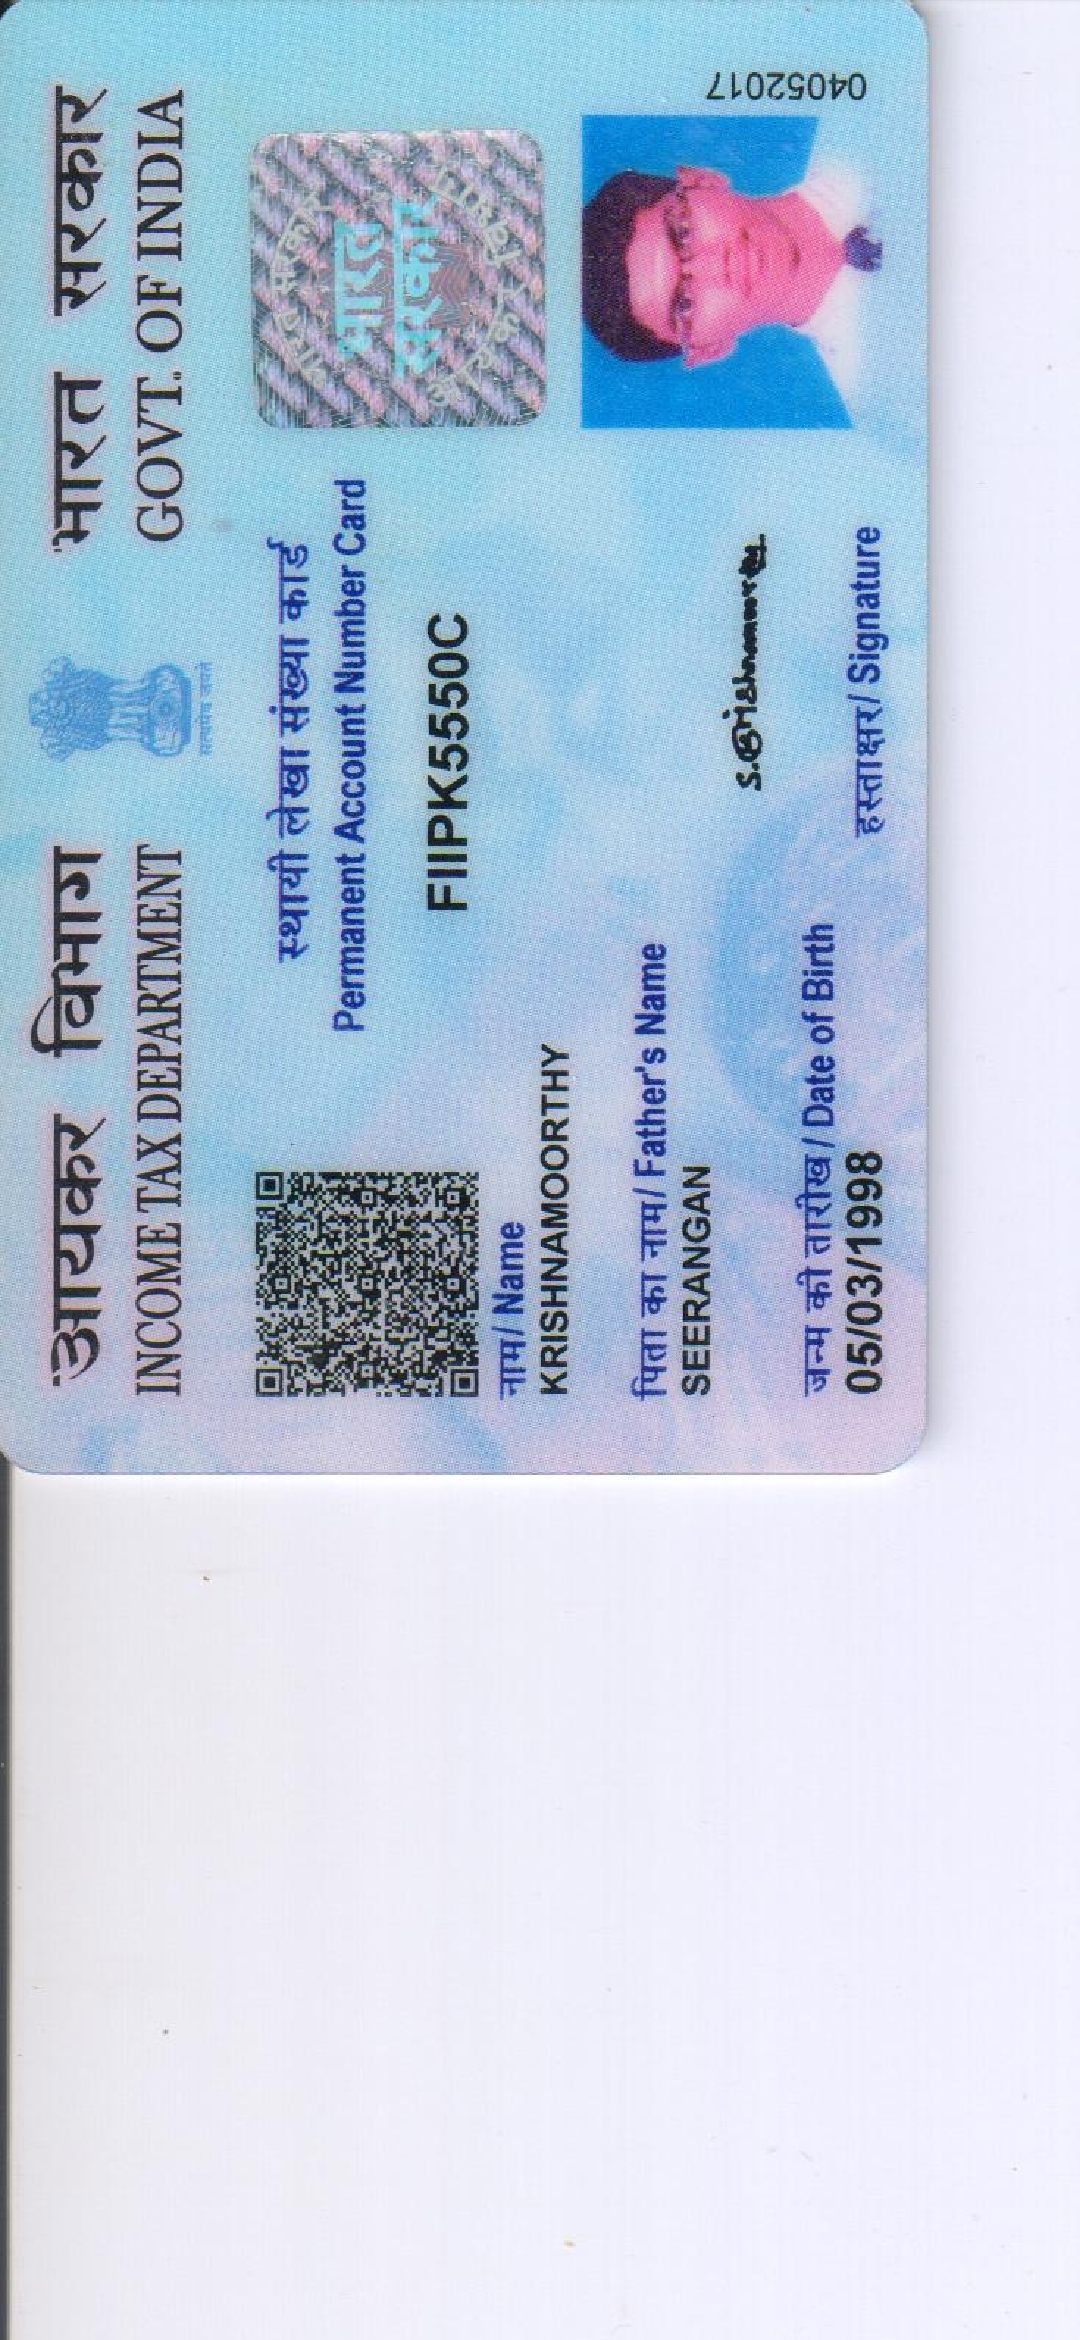 आयकर विभाग
INCOME TAX DEPARTMENT
सत्यमेव जयते
भारत सरकार
GOVT. OF INDIA
स्थायी लेखा संख्या कार्ड
Permanent Account Number Card
FIIPK5550C
भारत
सरकार
नाम/ Name
KRISHNAMOORTHY
पिता का नाम/ Father's Name
SEERANGAN
जन्म की तारीख / Date of Birth
05/03/1998
हस्ताक्षर/ Signature
04052017